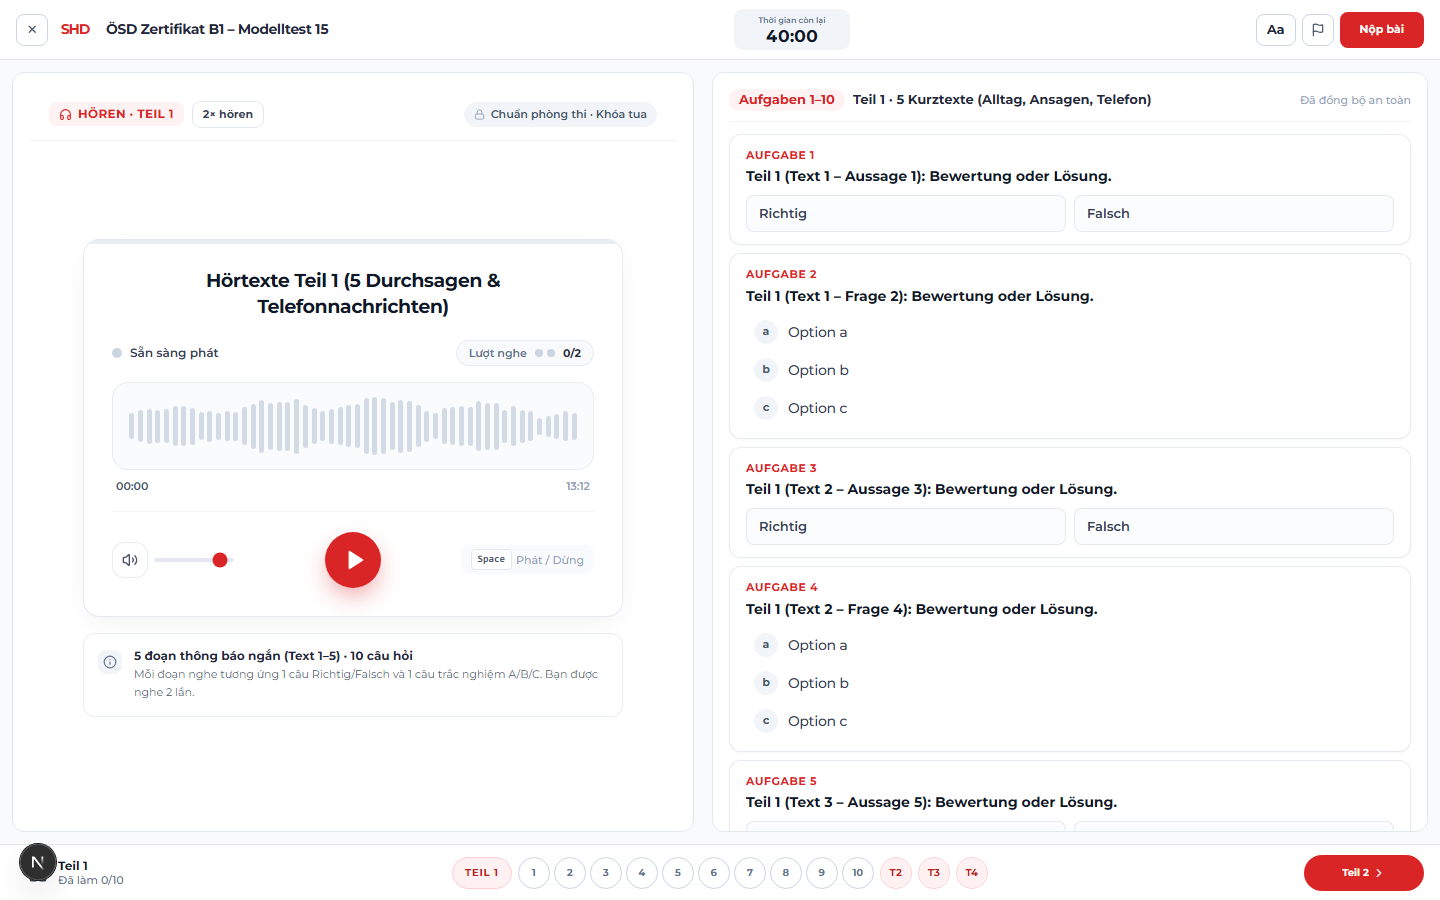 SHD ÖSD Zertifikat B1 – Modelltest 15
Thời gian còn lại
40:00
Aa
Nộp bài
HÖREN · TEIL 1
2× hören
Chuẩn phòng thi · Khóa tua
Hörtexte Teil 1 (5 Durchsagen &
Telefonnachrichten)
Sẵn sàng phát
Lượt nghe 0/2
00:00
13:12
Space Phát / Dừng
5 đoạn thông báo ngắn (Text 1–5) · 10 câu hỏi
Mỗi đoạn nghe tương ứng 1 câu Richtig/Falsch và 1 câu trắc nghiệm A/B/C. Bạn được
nghe 2 lần.
Aufgaben 1–10
Teil 1 · 5 Kurztexte (Alltag, Ansagen, Telefon)
Đã đồng bộ an toàn
AUFGABE 1
Teil 1 (Text 1 – Aussage 1): Bewertung oder Lösung.
Richtig
Falsch
AUFGABE 2
Teil 1 (Text 1 – Frage 2): Bewertung oder Lösung.
a Option a
b Option b
c Option c
AUFGABE 3
Teil 1 (Text 2 – Aussage 3): Bewertung oder Lösung.
Richtig
Falsch
AUFGABE 4
Teil 1 (Text 2 – Frage 4): Bewertung oder Lösung.
a Option a
b Option b
c Option c
AUFGABE 5
Teil 1 (Text 3 – Aussage 5): Bewertung oder Lösung.
N
Teil 1
Đã làm 0/10
TEIL 1 1 2 3 4 5 6 7 8 9 10 T2 T3 T4
Teil 2